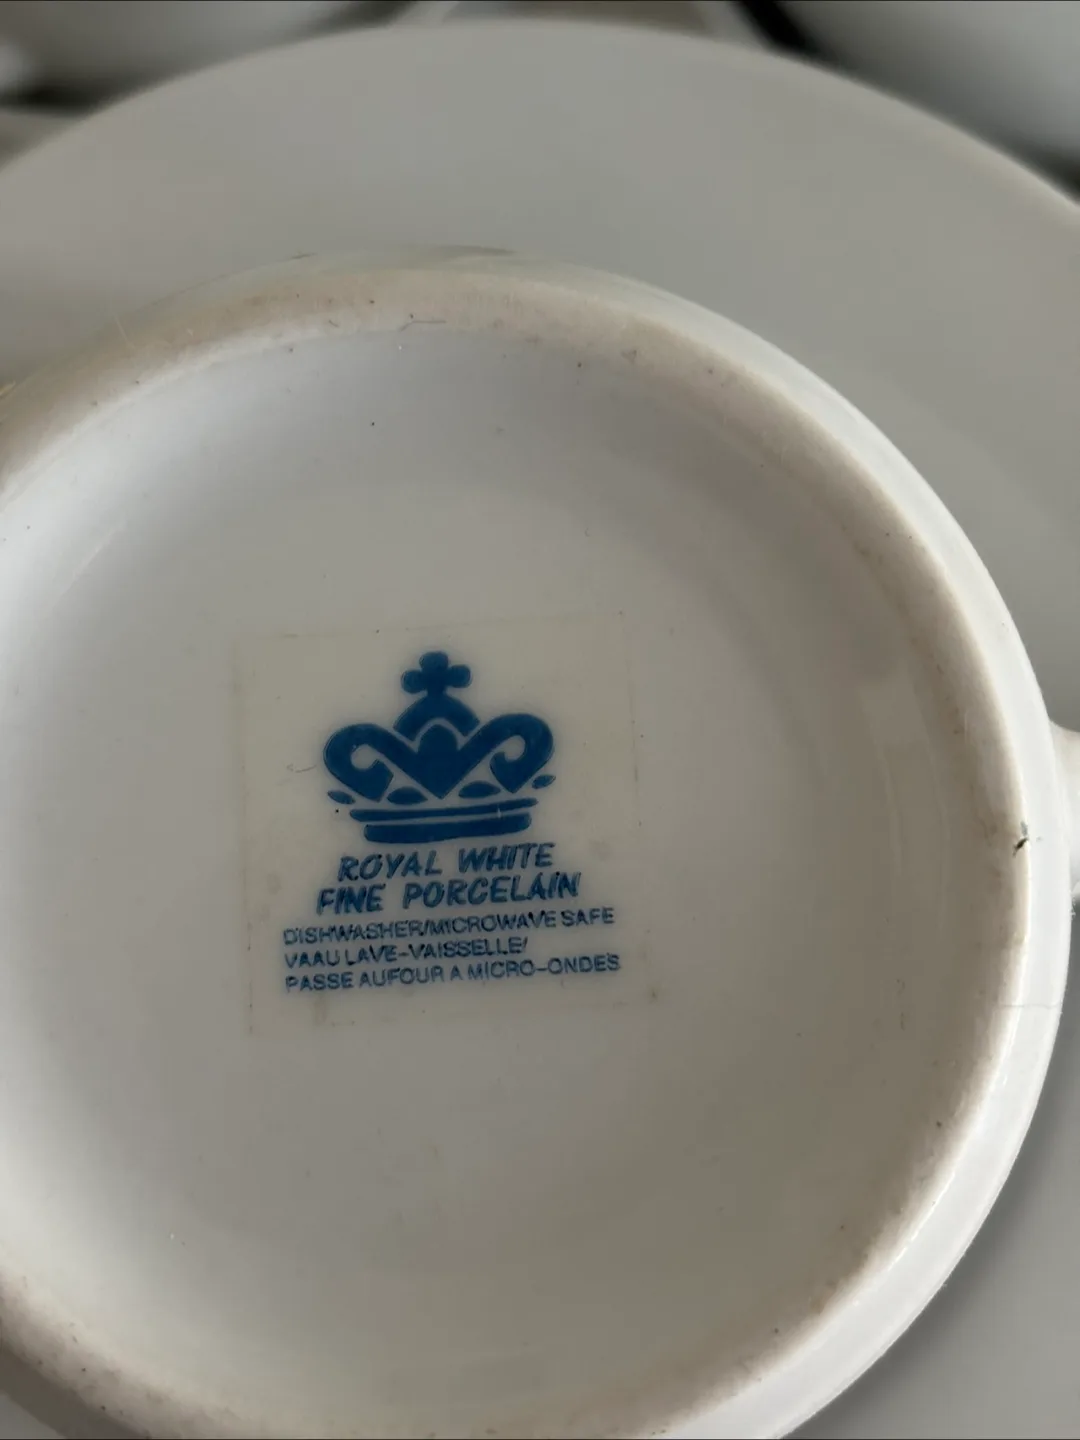 ROYAL WHITE
FINE PORCELAIN
DISHWASHER/MICROWAVE SAFE
VAAU LAVE-VAISSELLE/
PASSE AUFOUR A MICRO-ONDES